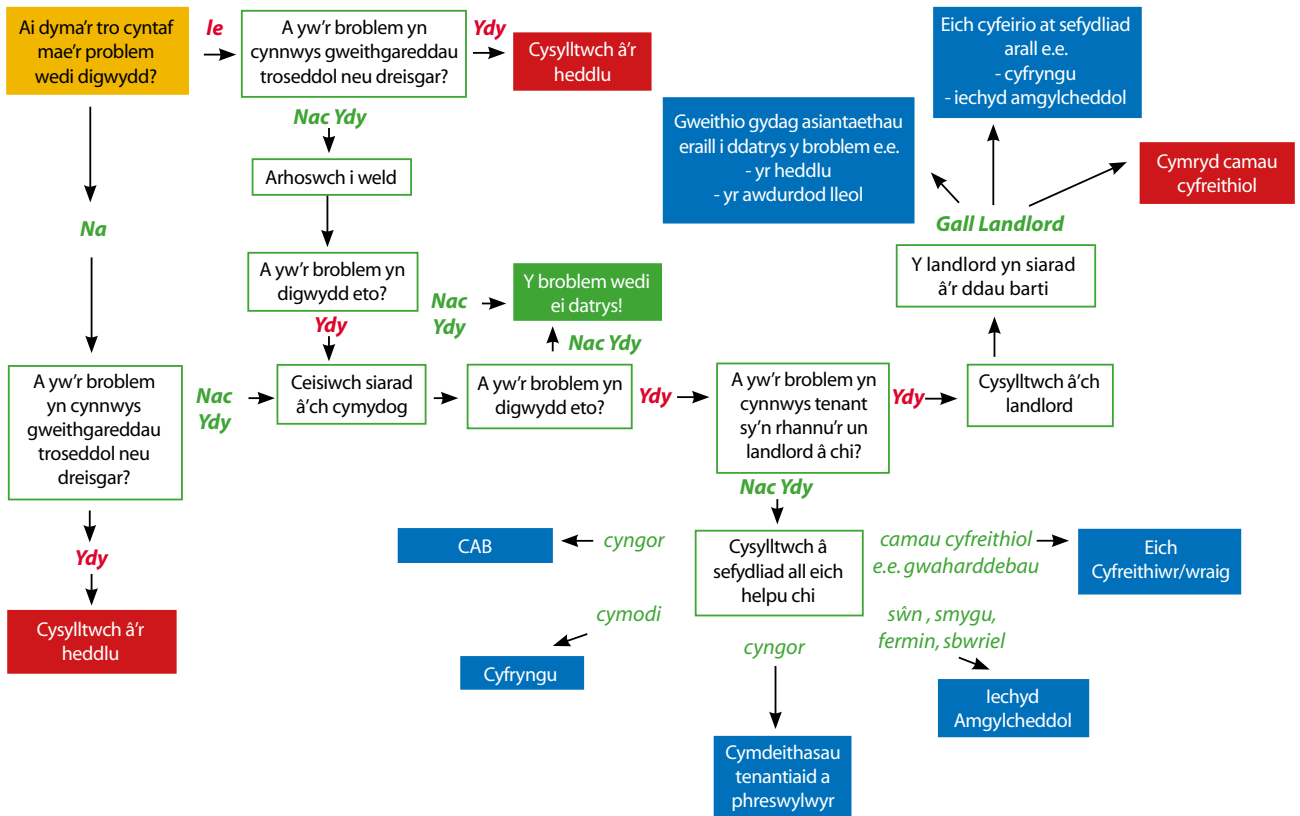 Ai dyma'r tro cyntaf
mae'r problem
wedi digwydd?
Ie
A yw'r broblem yn
cynnwys gweithgareddau
troseddol neu dreisgar?
Ydy
Cysylltwch â'r
heddlu
Eich cyfeirio at sefydliad
arall e.e.
- cyfryngu
- iechyd amgylcheddol
Nac Ydy
Gweithio gydag asiantaethau
eraill i ddatrys y broblem e.e.
- yr heddlu
- yr awdurdod lleol
Cymryd camau
cyfreithiol
Arhoswch i weld
Na
Gall Landlord
A yw'r broblem yn
digwydd eto?
Nac
Ydy
Y broblem wedi
ei datrys!
Y landlord yn siarad
â'r ddau barti
Ydy
Nac Ydy
A yw'r broblem
yn cynnwys
gweithgareddau
troseddol neu
dreisgar?
Nac
Ydy
Ceisiwch siarad
â'ch cymydog
A yw'r broblem yn
digwydd eto?
Ydy
A yw'r broblem yn
cynnwys tenant
sy'n rhannu'r un
landlord â chi?
Ydy
Cysylltwch â'ch
landlord
Nac Ydy
Ydy
Cysylltwch â'r
heddlu
CAB
cyngor
Cysylltwch â
sefydliad all eich
helpu chi
camau cyfreithiol
e.e. gwaharddebau
Eich
Cyfreithiwr/wraig
cymodi
Cyfryngu
cyngor
sŵn , smygu,
fermin, sbwriel
Iechyd
Amgylcheddol
Cymdeithasau
tenantiaid a
phreswylwyr